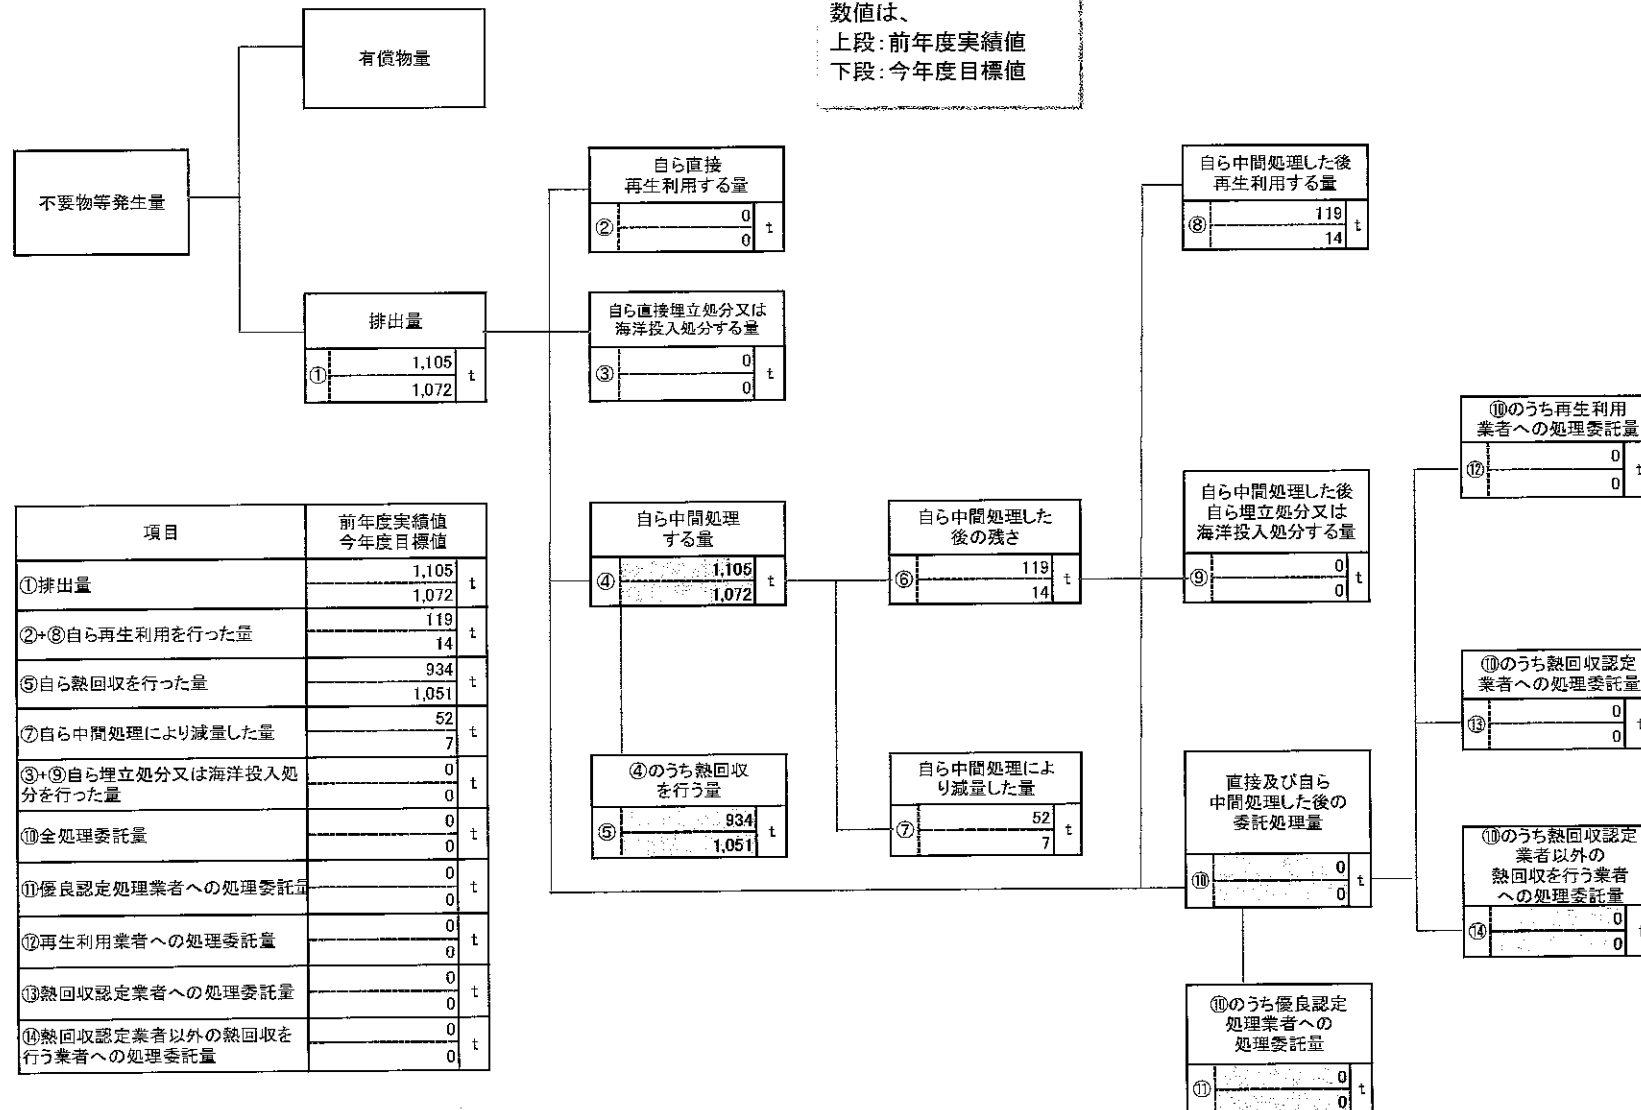 数値は、
上段：前年度実績値
下段：今年度目標値
有償物量
不要物等発生量
排出量
①
1,105
1,072
t
自ら直接
再生利用する量
②
0
0
t
自ら直接埋立処分又は
海洋投入処分する量
③
0
0
t
自ら中間処理
する量
④
1,105
1,072
t
④のうち熱回収
を行う量
⑤
934
1,051
t
自ら中間処理した
後の残さ
⑥
119
14
t
自ら中間処理によ
り減量した量
⑦
52
7
t
自ら中間処理した後
再生利用する量
⑧
119
14
t
自ら中間処理した後
自ら埋立処分又は
海洋投入処分する量
⑨
0
0
t
直接及び自ら
中間処理した後の
委託処理量
⑩
0
0
t
⑩のうち優良認定
処理業者への
処理委託量
⑪
0
0
t
⑩のうち再生利用
業者への処理委託量
⑫
0
0
t
⑩のうち熱回収認定
業者への処理委託量
⑬
0
0
t
⑩のうち熱回収認定
業者以外の
熱回収を行う業者
への処理委託量
⑭
0
0
t
項目
前年度実績値
今年度目標値
①排出量
1,105
1,072
t
②+⑧自ら再生利用を行った量
119
14
t
⑤自ら熱回収を行った量
934
1,051
t
⑦自ら中間処理により減量した量
52
7
t
③+⑨自ら埋立処分又は海洋投入処
分を行った量
0
0
t
⑩全処理委託量
0
0
t
⑪優良認定処理業者への処理委託量
0
0
t
⑫再生利用業者への処理委託量
0
0
t
⑬熱回収認定業者への処理委託量
0
0
t
⑭熱回収認定業者以外の熱回収を
行う業者への処理委託量
0
0
t